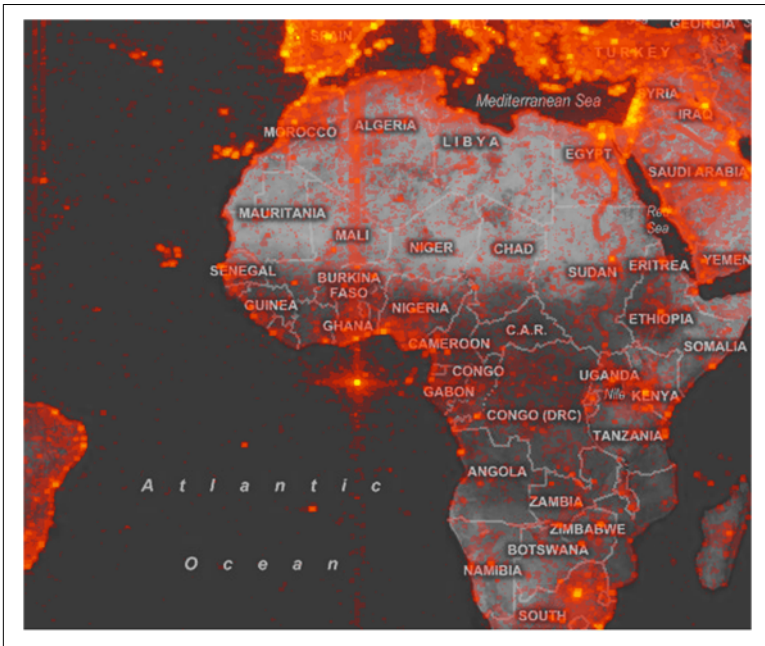 GEORGIA
SPAIN
ITALY
TURKEY
Mediterranean Sea
SYRIA
IRAQ
MOROCCO
ALGERIA
LIBYA
EGYPT
SAUDI ARABIA
MAURITANIA
Red
Sea
MALI
NIGER
CHAD
SENEGAL
BURKINA
FASO
SUDAN
ERITREA
YEMEN
GUINEA
NIGERIA
GHANA
ETHIOPIA
C.A.R.
CAMEROON
SOMALIA
CONGO
UGANDA
GABON
Nile
KENYA
CONGO (DRC)
TANZANIA
ANGOLA
Atlantic
Ocean
ZAMBIA
ZIMBABWE
BOTSWANA
NAMIBIA
SOUTH